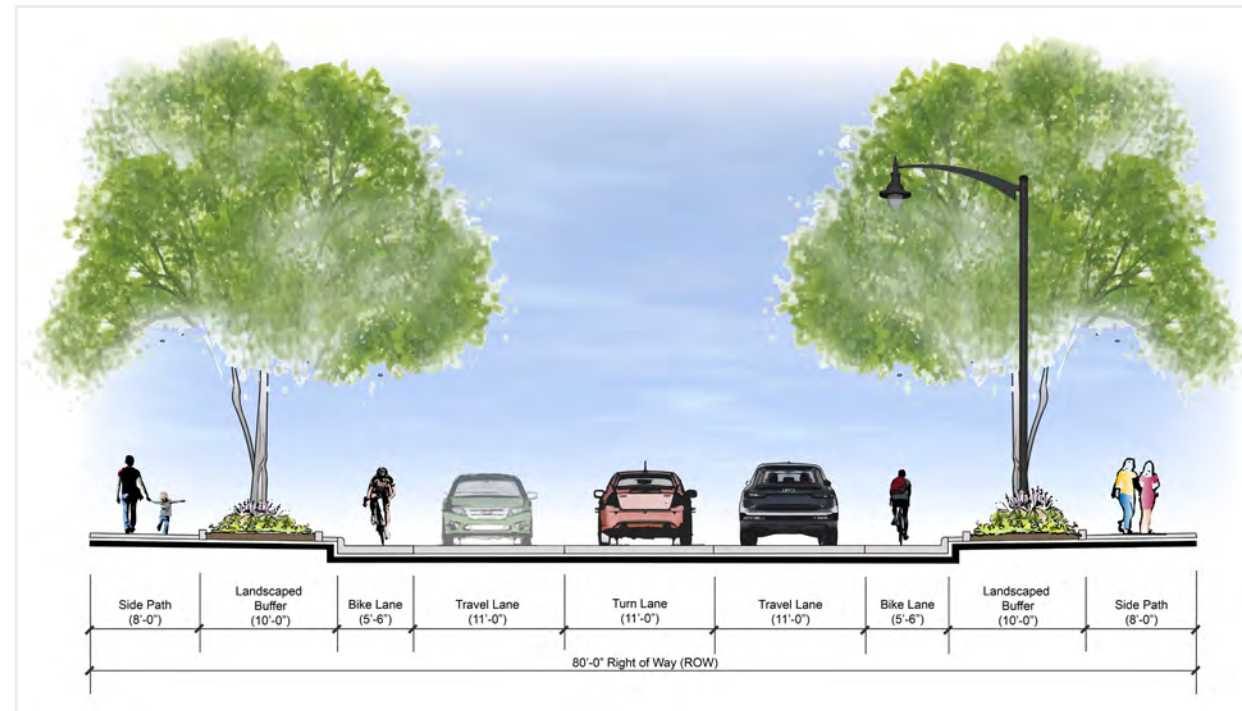 Side Path
(8'-0")
Landscaped
Buffer
(10'-0")
Bike Lane
(5'-6")
Travel Lane
(11'-0")
Turn Lane
(11'-0")
Travel Lane
(11'-0")
Bike Lane
(5'-6")
Landscaped
Buffer
(10'-0")
Side Path
(8'-0")
80'-0" Right of Way (ROW)